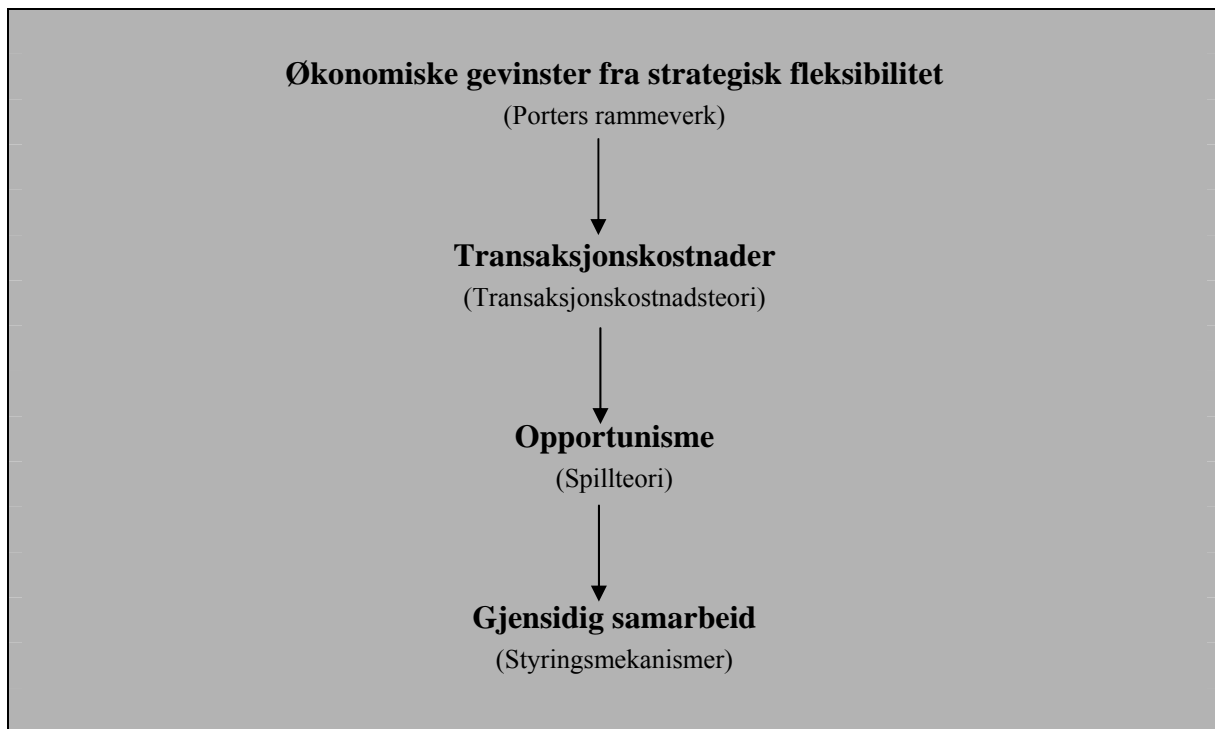 Økonomiske gevinster fra strategisk fleksibilitet
(Porters rammeverk)
Transaksjonskostnader
(Transaksjonskostnadsteori)
Opportunisme
(Spillteori)
Gjensidig samarbeid
(Styringsmekanismer)